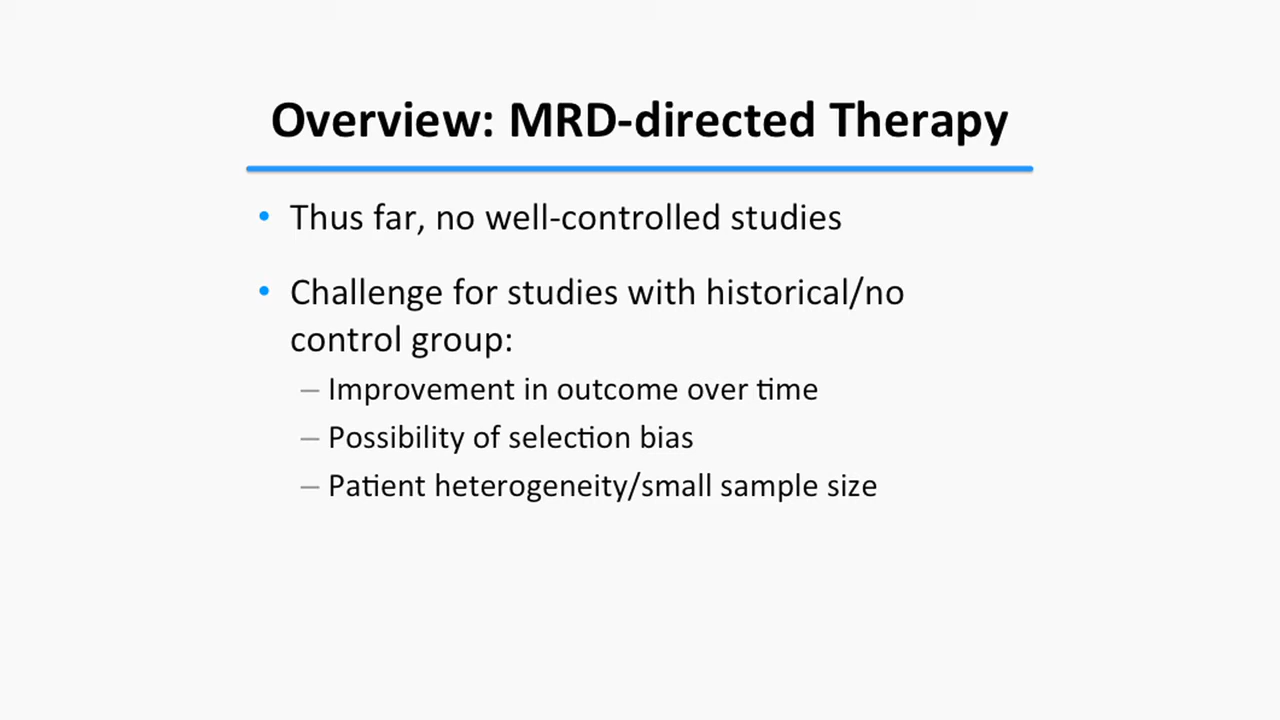 Overview: MRD-directed Therapy
• Thus far, no well-controlled studies
• Challenge for studies with historical/no
control group:
– Improvement in outcome over time
– Possibility of selection bias
– Patient heterogeneity/small sample size